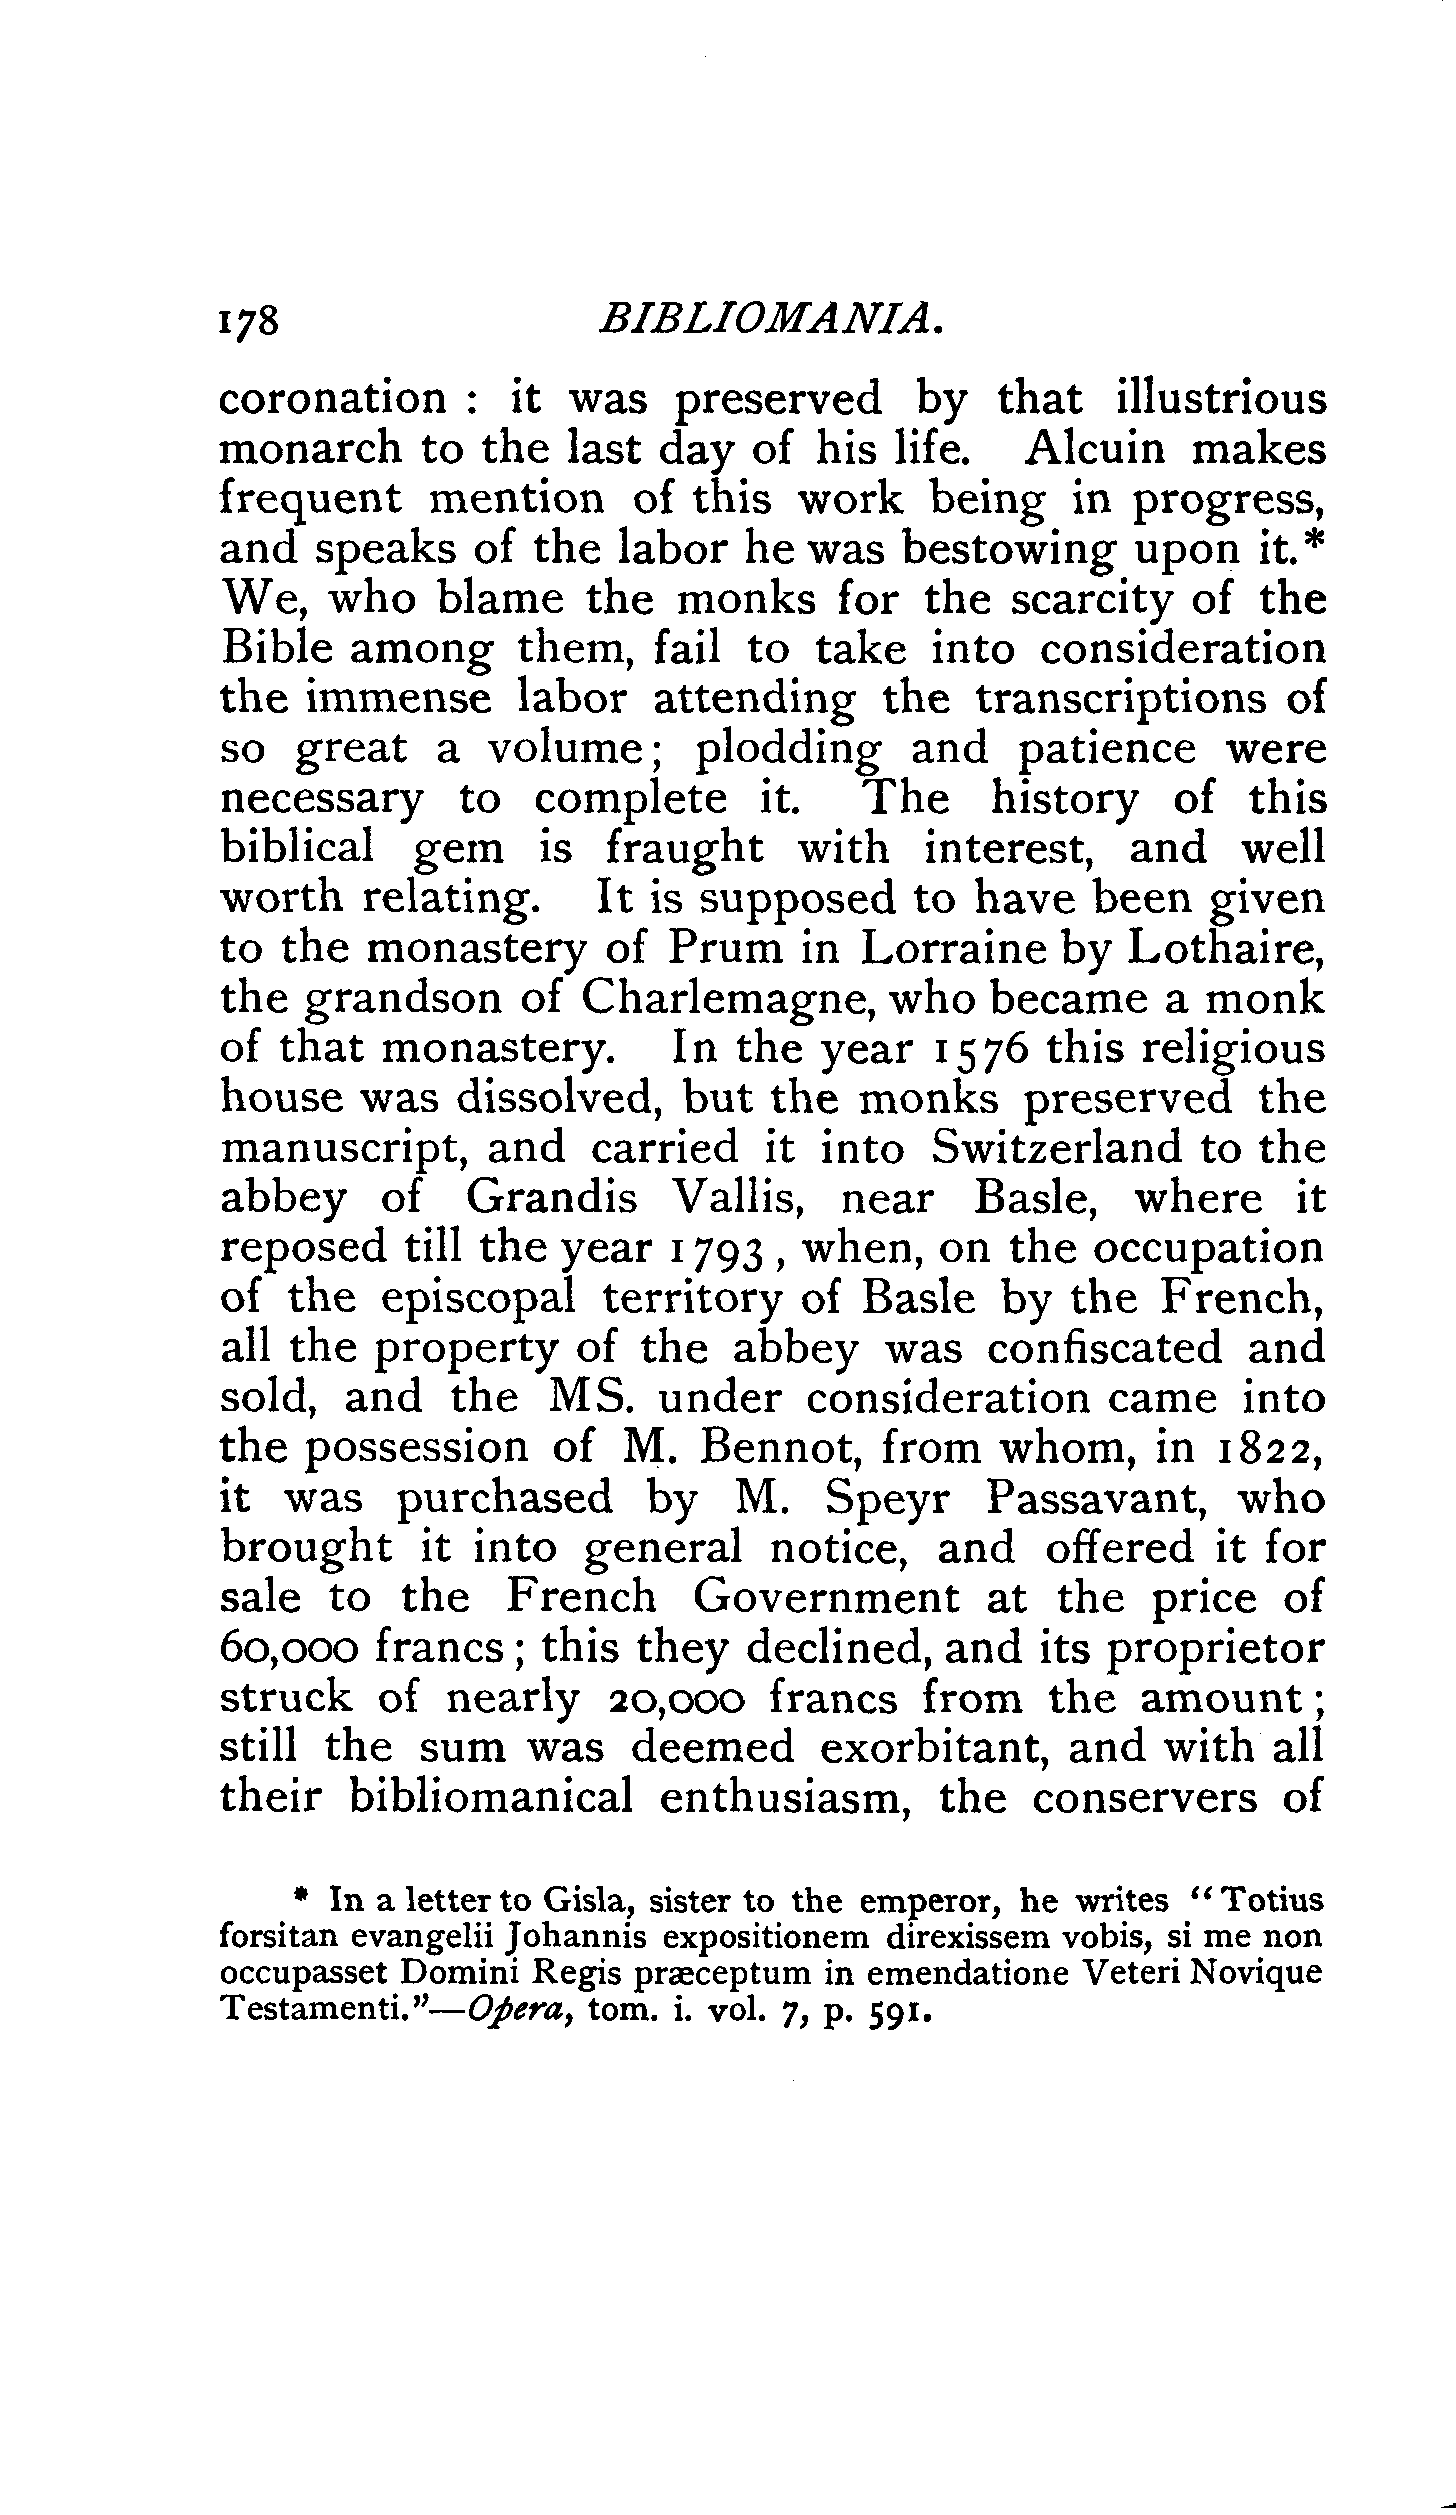 178 BIBLIOMANIA.
coronation : it was preserved by that illustrious
monarch to the last day of his life. Alcuin makes
frequent mention of this work being in progress,
and speaks of the labor he was bestowing upon it.*
We, who blame the monks for the scarcity of the
Bible among them, fail to take into consideration
the immense labor attending the transcriptions of
so great a volume; plodding and patience were
necessary to complete it. The history of this
biblical gem is fraught with interest, and well
worth relating. It is supposed to have been given
to the monastery of Prum in Lorraine by Lothaire,
the grandson of Charlemagne, who became a monk
of that monastery. In the year 1576 this religious
house was dissolved, but the monks preserved the
manuscript, and carried it into Switzerland to the
abbey of Grandis Vallis, near Basle, where it
reposed till the year 1793, when, on the occupation
of the episcopal territory of Basle by the French,
all the property of the abbey was confiscated and
sold, and the MS. under consideration came into
the possession of M. Bennot, from whom, in 1822,
it was purchased by M. Speyr Passavant, who
brought it into general notice, and offered it for
sale to the French Government at the price of
60,000 francs; this they declined, and its proprietor
struck of nearly 20,000 francs from the amount;
still the sum was deemed exorbitant, and with all
their bibliomanical enthusiasm, the conservers of
* In a letter to Gisla, sister to the emperor, he writes "Totius
forsitan evangelii Johannis expositionem direxissem vobis, si me non
occupasset Domini Regis præceptum in emendatione Veteri Novique
Testamenti."—Opera, tom. i. vol. 7, p. 591.